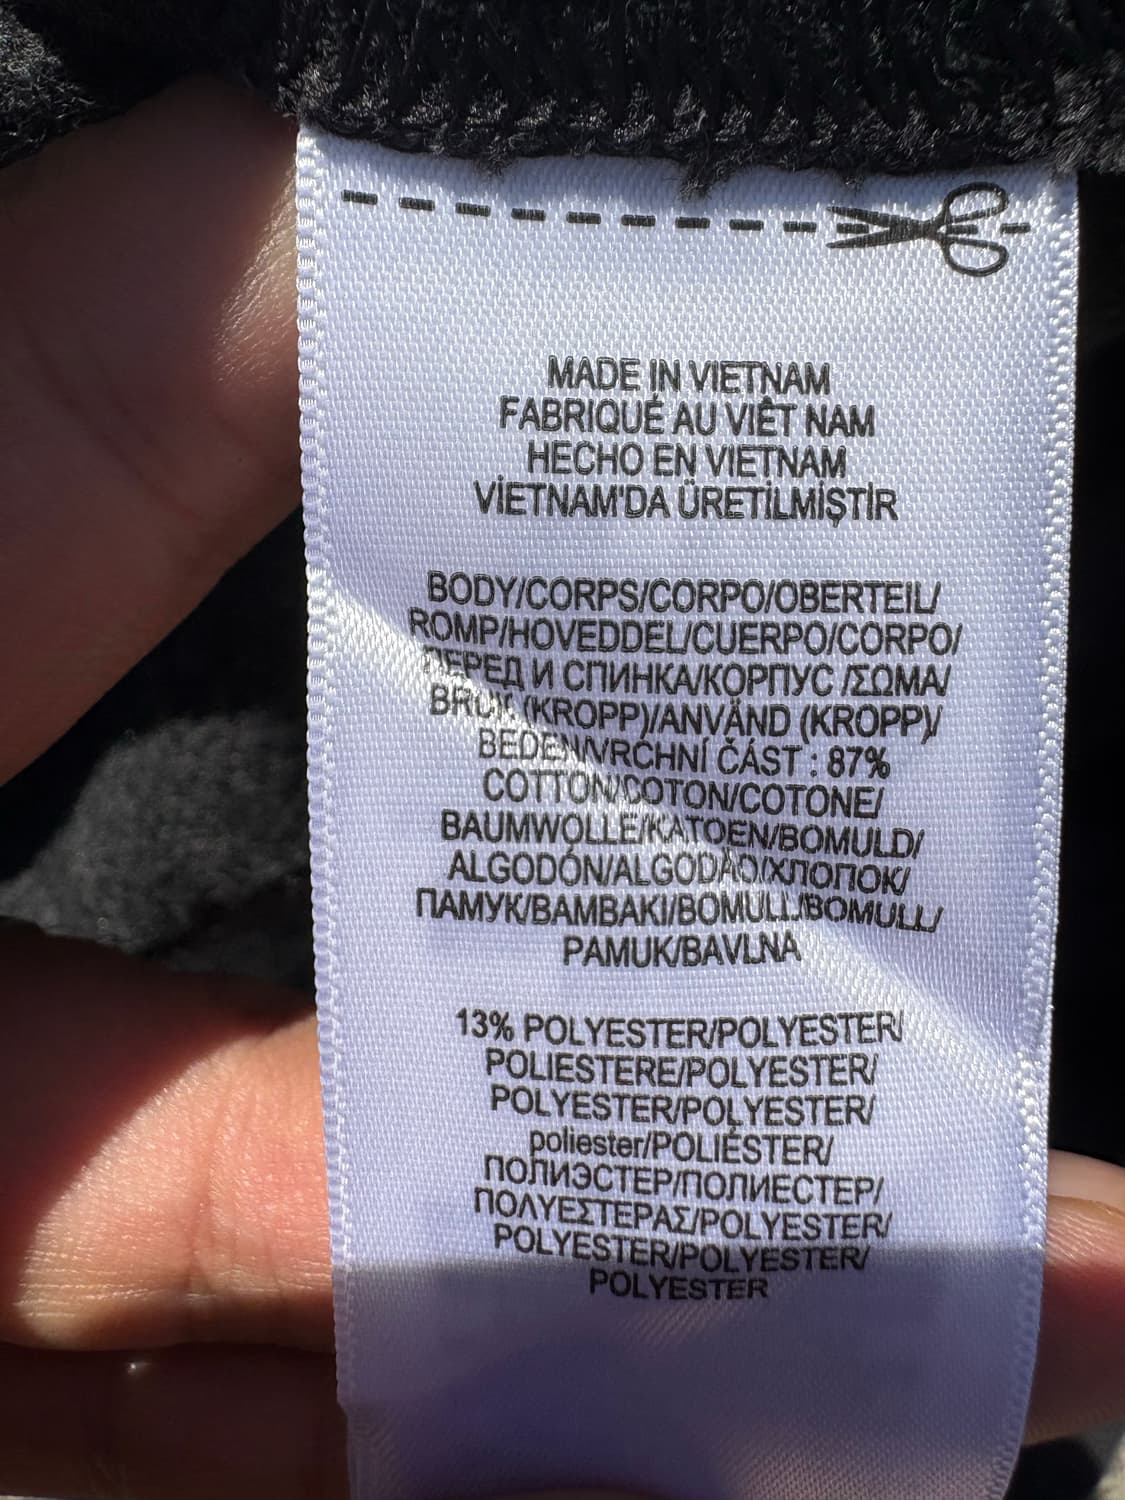 MADE IN VIETNAM
FABRIQUÉ AU VIÊT NAM
HECHO EN VIETNAM
VİETNAM'DA ÜRETİLMİŞTİR
BODY/CORPS/CORPO/OBERTEIL/
ROMP/HOVEDDEL/CUERPO/CORPO/
ПЕРЕД И СПИНКА/КОРПУС /ΣΩΜΑ/
BRUK (KROPP)/ANVÄND (KROPP)/
BEDEN/VRCHNÍ ČÁST : 87%
COTTON/COTON/COTONE/
BAUMWOLLE/KATOEN/BOMULD/
ALGODÓN/ALGODÃO/ХЛОПОК/
ПАМУК/ΒΑΜΒΑΚΙ/BOMULL/BOMULL/
PAMUK/BAVLNA
13% POLYESTER/POLYESTER/
POLIESTERE/POLYESTER/
POLYESTER/POLYESTER/
poliester/POLIÉSTER/
ПОЛИЭСТЕР/ПОЛИЕСТЕР/
ΠΟΛΥΕΣΤΕΡΑΣ/POLYESTER/
POLYESTER/POLYESTER/
POLYESTER